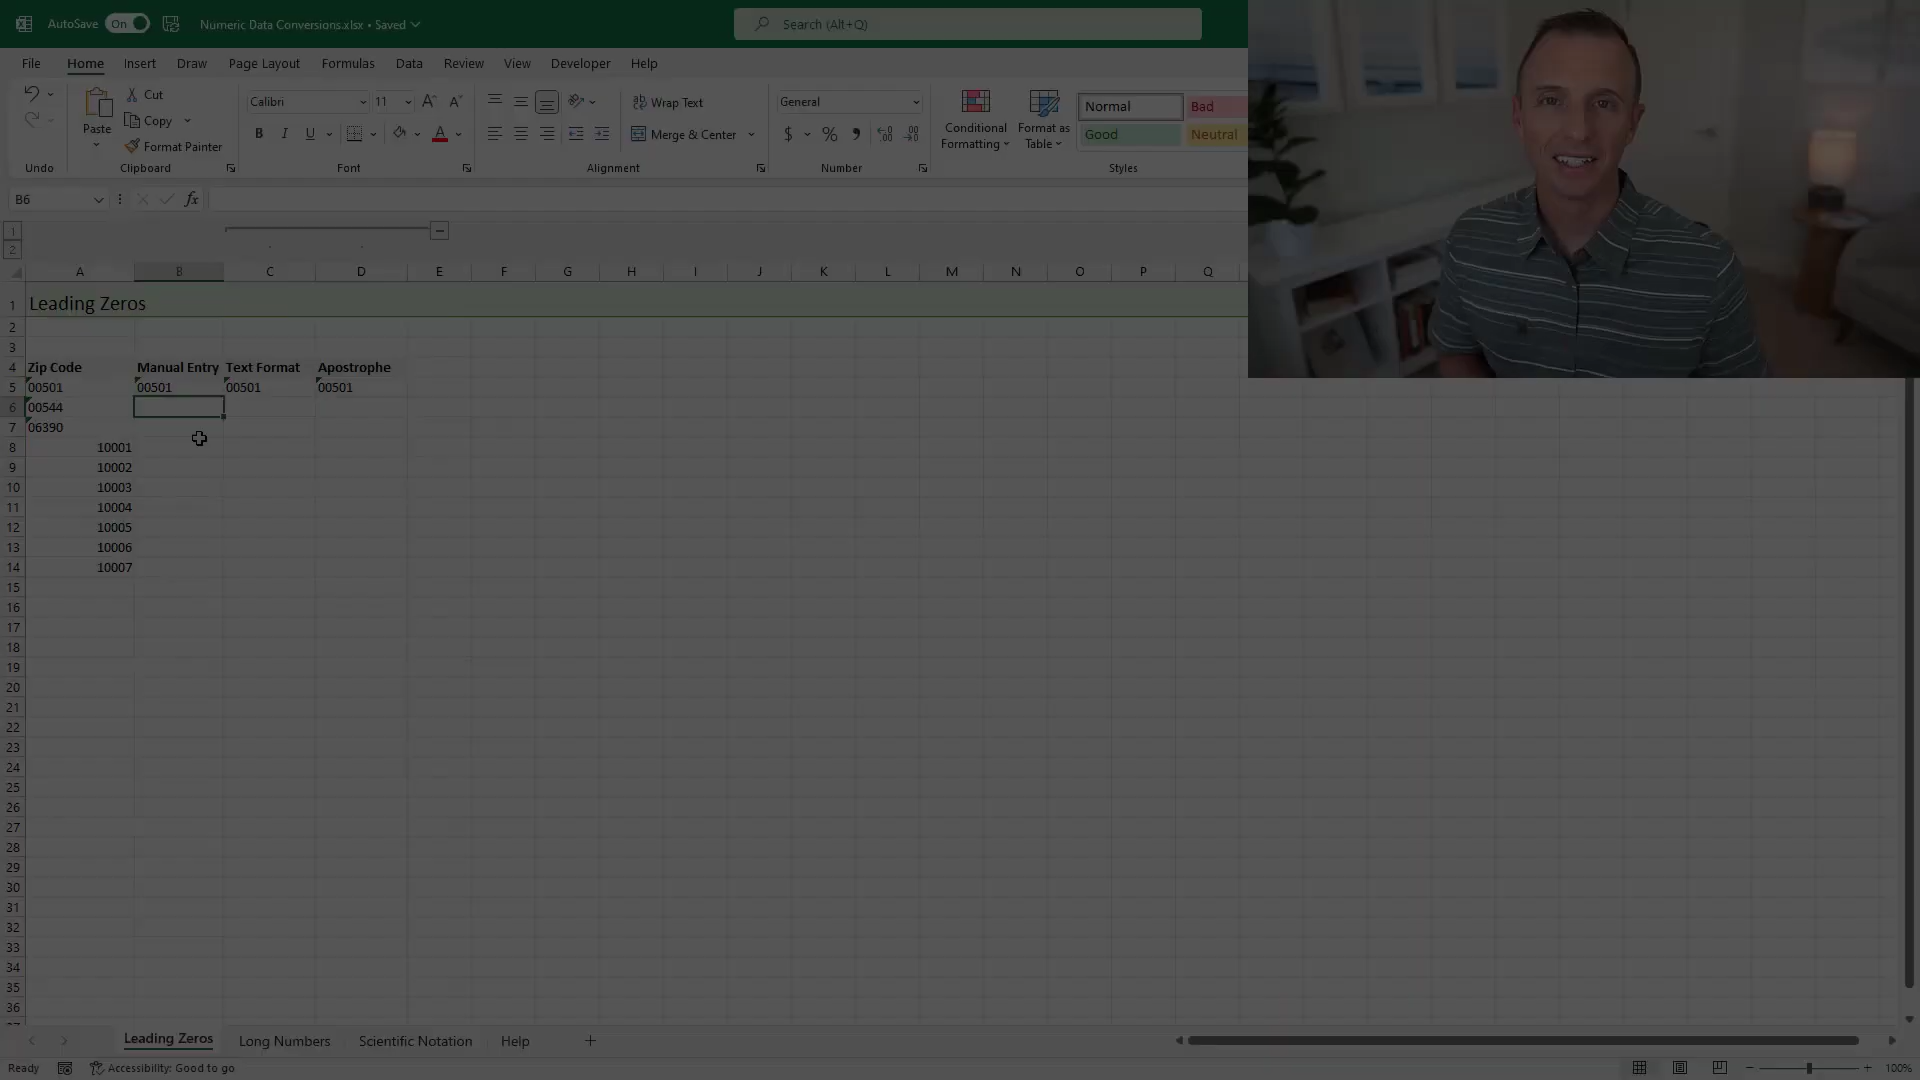 AutoSave On Numeric Data Conversions.xlsx • Saved Search (Alt+Q)
File Home Insert Draw Page Layout Formulas Data Review View Developer Help
Paste Cut Copy Format Painter
Calibri 11 B I U A
Wrap Text Merge & Center
General $ %
Conditional Formatting Format as Table
Normal Bad
Good Neutral
Undo Clipboard Font Alignment Number Styles
B6 fx
1
2
A B C D E F G H I J K L M N O P Q
1 Leading Zeros
2
3
4 Zip Code Manual Entry Text Format Apostrophe
5 00501 00501 00501 00501
6 00544
7 06390
8 10001
9 10002
10 10003
11 10004
12 10005
13 10006
14 10007
15
16
17
18
19
20
21
22
23
24
25
26
27
28
29
30
31
32
33
34
35
36
Leading Zeros Long Numbers Scientific Notation Help +
Ready Accessibility: Good to go 100%